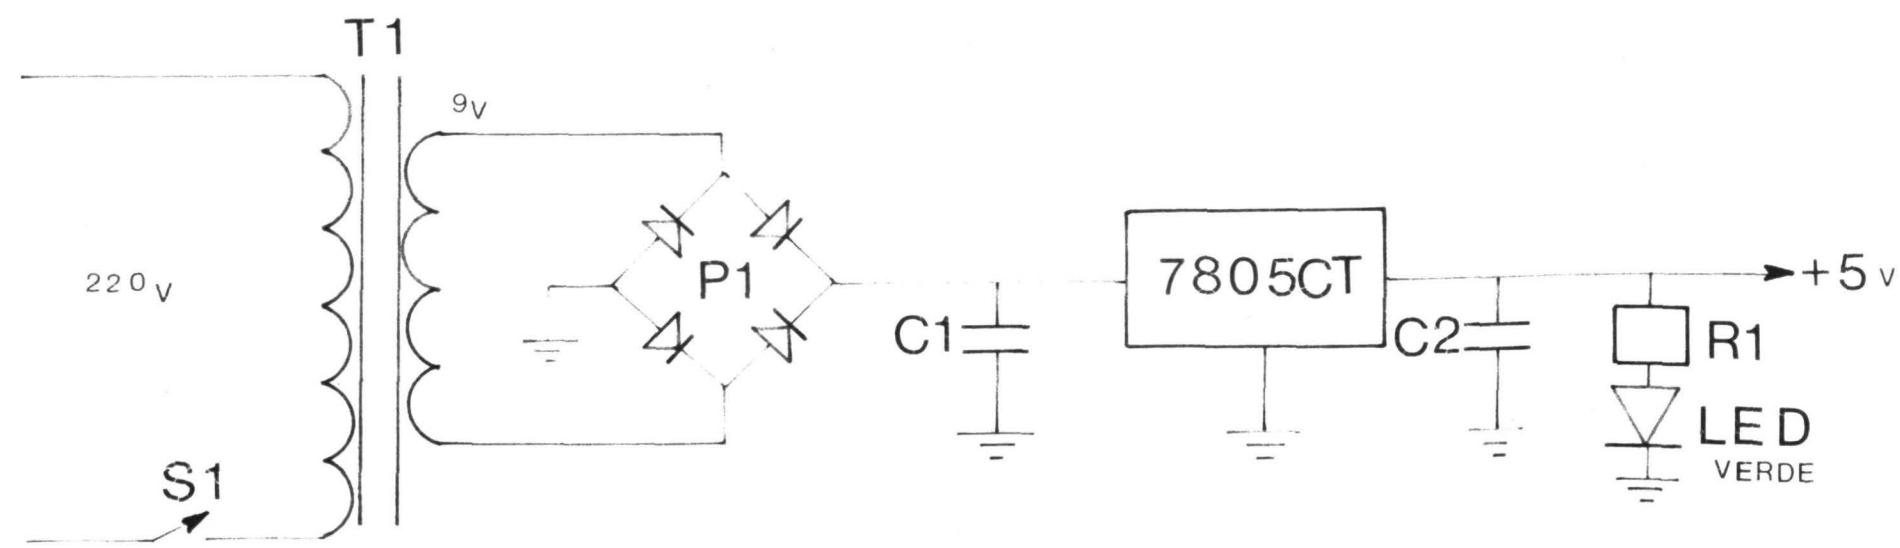 T1
9V
220V
P1
7805CT
+5V
C1
C2
R1
LED
VERDE
S1